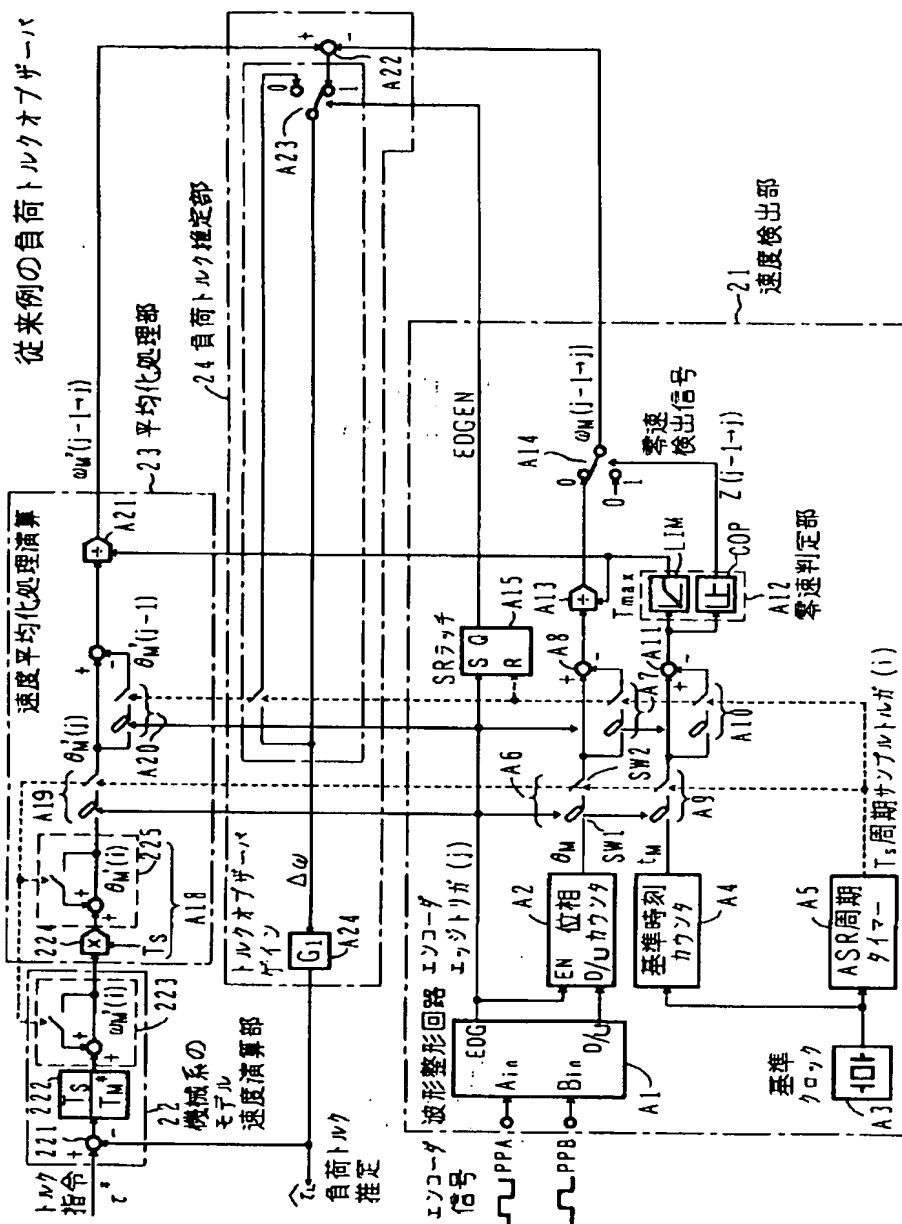 従来例の負荷トルクオブザーバ
トルク
指令
τ*
221
+
-
222
TS
TM*
223
ωM'(i)
+
+
22
機械系の
モデル
速度演算部
速度平均化処理演算
23 平均化処理部
224
X
TS
A18
225
θM'(i)
+
+
A19
θM'(j)
A20
θM'(j-1)
+
-
÷
A21
ωM'(j-1→j)
24 負荷トルク推定部
トルクオブザーバ
ゲイン
G1
A24
Δω
A23
0
1
A22
+
-
負荷トルク
推定
エンコーダ
信号
PPA
PPB
波形整形回路
Ain
Bin
EDG
D/U
A1
エンコーダ
エッジトリガ (j)
A2
EN
位相
D/Uカウンタ
θM
SW1
SW2
A6
A7
A8
+
-
SRラッチ
S Q
R
A15
EDGEN
÷
A13
A14
0
0
1
ωM(j-1→j)
零速
検出信号
Z(j-1→j)
基準時刻
カウンタ
A4
tM
A9
A10
A11
+
-
Tmax
LIM
COP
A12
零速判定部
基準
クロック
A3
A5
ASR周期
タイマー
TS周期サンプルトルガ (i)
21
速度検出部